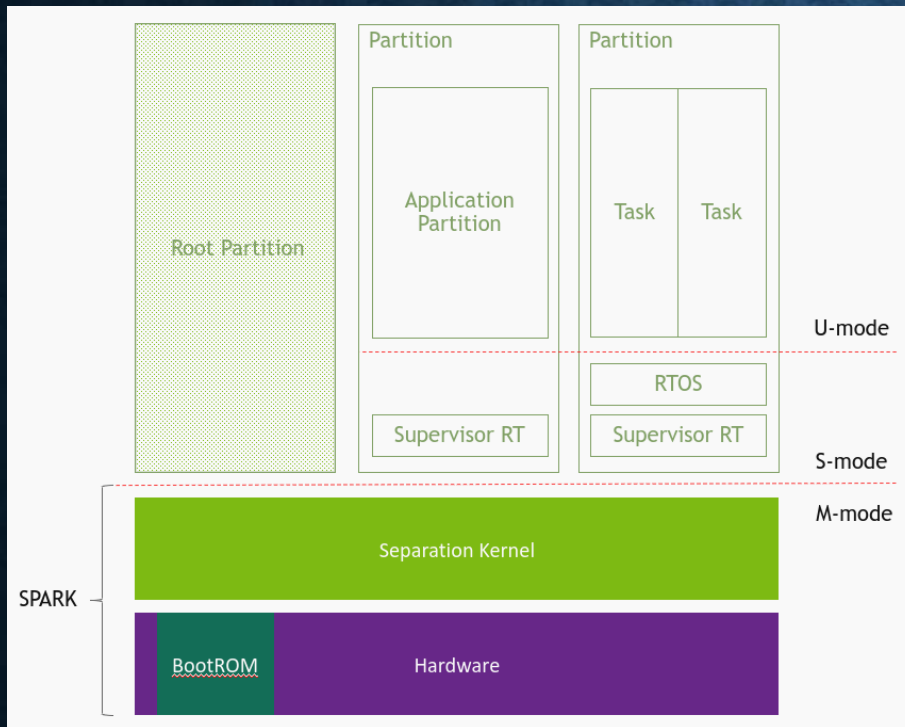 Partition
Partition
Application
Partition
Task
Task
Root Partition
U-mode
RTOS
Supervisor RT
Supervisor RT
S-mode
M-mode
Separation Kernel
SPARK
BootROM
Hardware